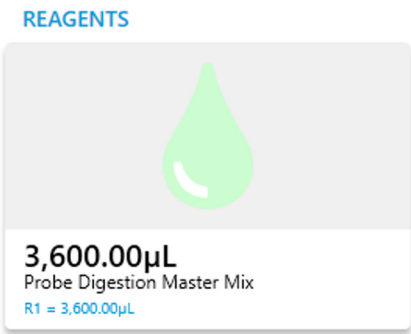 REAGENTS
3,600.00µL
Probe Digestion Master Mix
R1 = 3,600.00µL